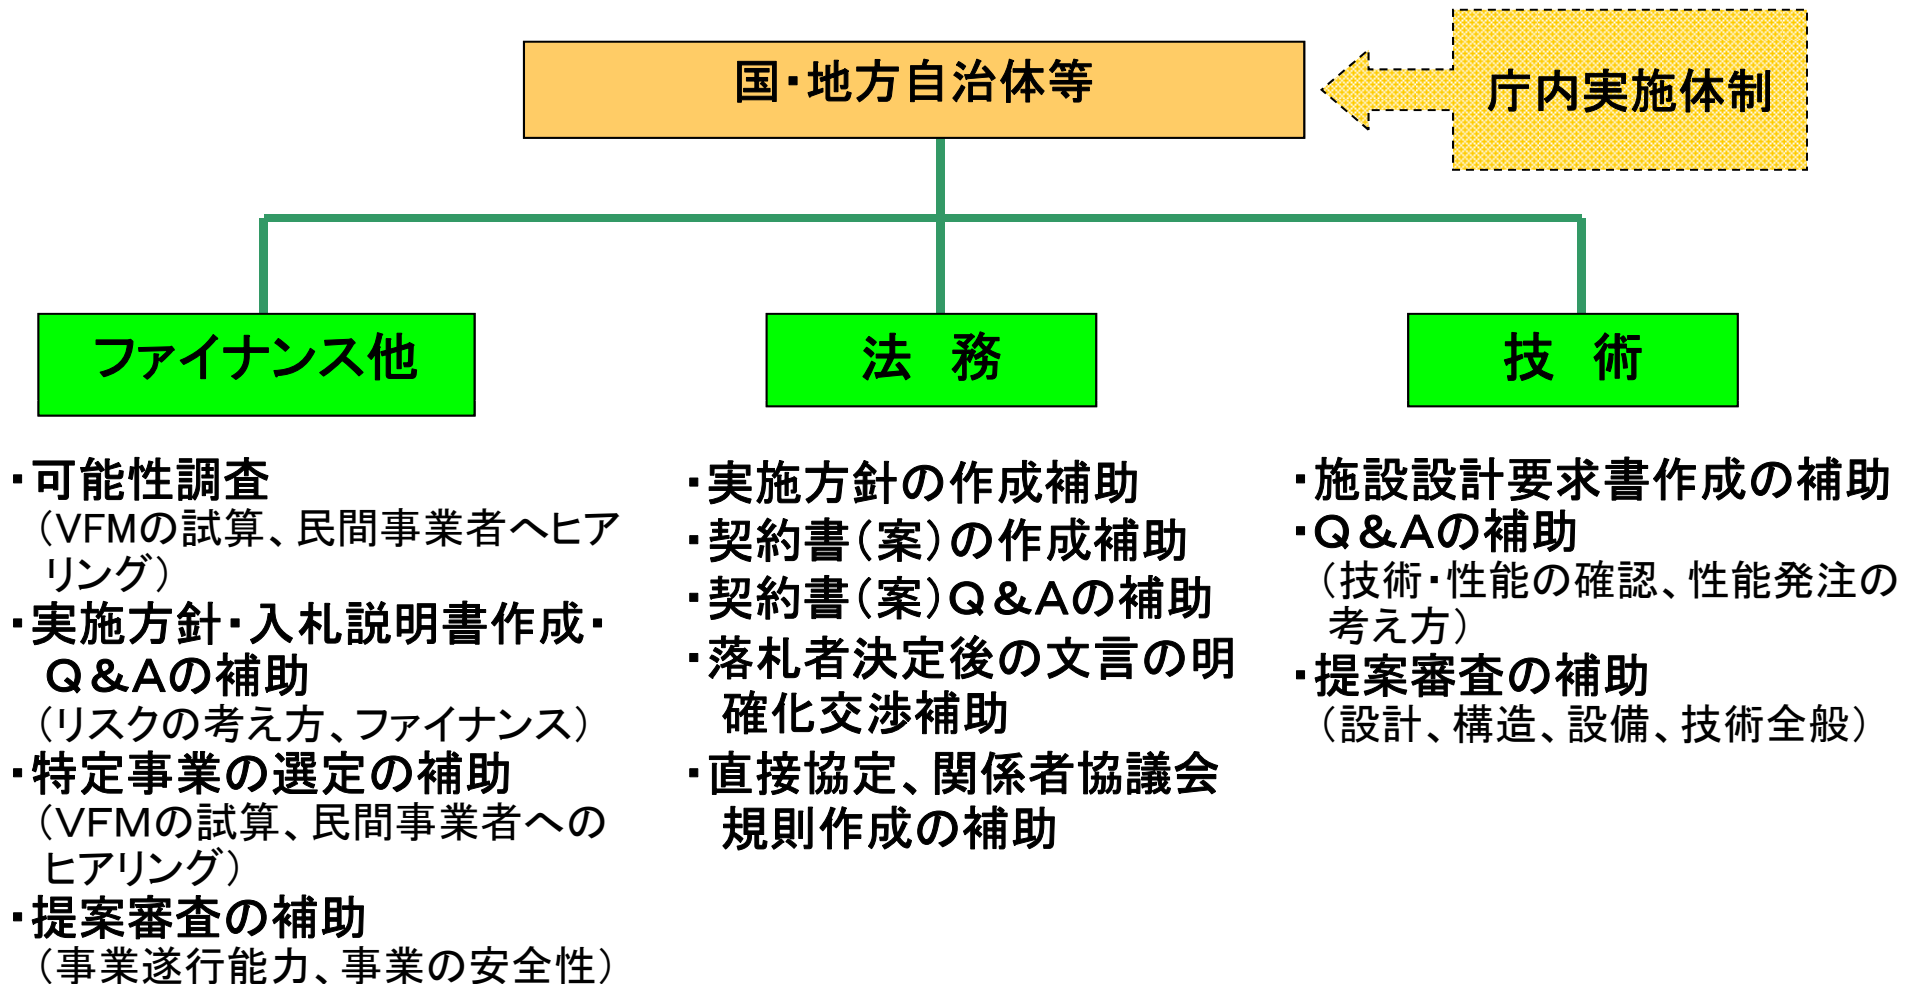 国・地方自治体等
庁内実施体制
ファイナンス他
・可能性調査
（VFMの試算、民間事業者へヒア
リング）
・実施方針・入札説明書作成・
Ｑ＆Ａの補助
（リスクの考え方、ファイナンス）
・特定事業の選定の補助
（ＶＦＭの試算、民間事業者への
ヒアリング）
・提案審査の補助
（事業遂行能力、事業の安全性）
法　務
・実施方針の作成補助
・契約書（案）の作成補助
・契約書（案）Ｑ＆Ａの補助
・落札者決定後の文言の明
確化交渉補助
・直接協定、関係者協議会
規則作成の補助
技　術
・施設設計要求書作成の補助
・Ｑ＆Ａの補助
（技術・性能の確認、性能発注の
考え方）
・提案審査の補助
（設計、構造、設備、技術全般）